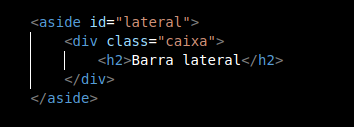 <aside id="lateral">
<div class="caixa">
<h2>Barra lateral</h2>
</div>
</aside>